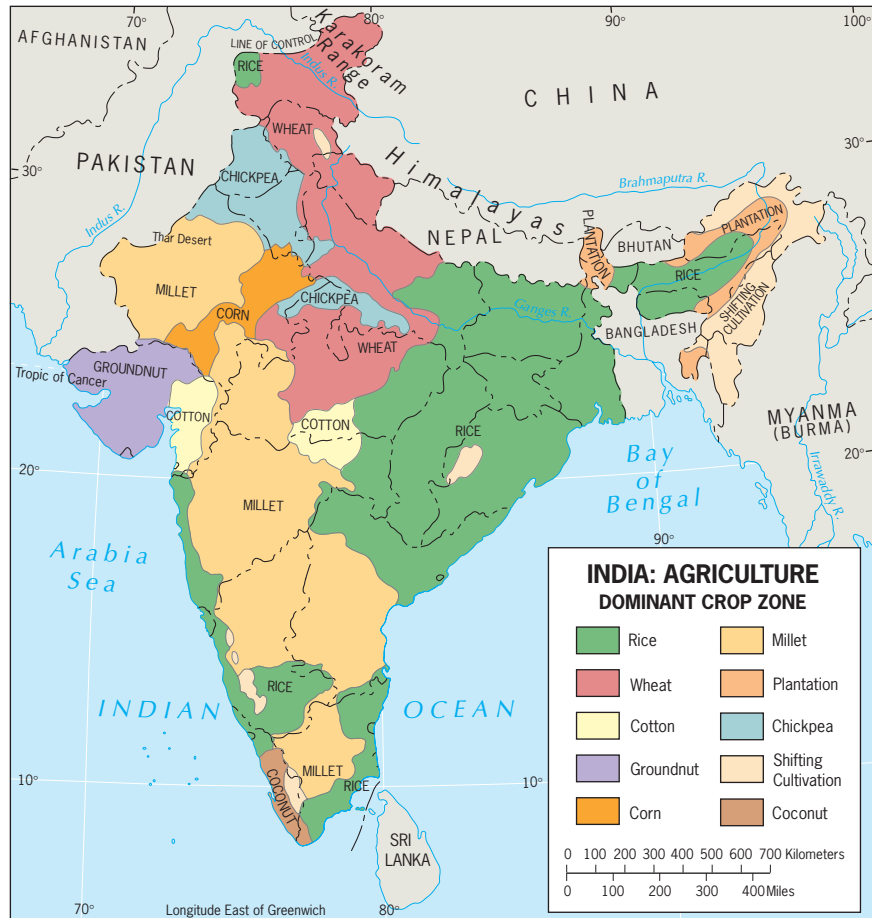 70°
80°
90°
100°
AFGHANISTAN
LINE OF CONTROL
Karakoram
Range
RICE
Indus R.
CHINA
WHEAT
PAKISTAN
30°
30°
CHICKPEA
Himalayas
Brahmaputra R.
Indus R.
Thar Desert
NEPAL
PLANTATION
BHUTAN
PLANTATION
MILLET
RICE
CHICKPEA
Ganges R.
CORN
SHIFTING
CULTIVATION
BANGLADESH
WHEAT
GROUNDNUT
Tropic of Cancer
COTTON
COTTON
MYANMA
(BURMA)
RICE
20°
20°
Bay
of
Bengal
Irrawaddy R.
MILLET
Arabia
Sea
90°
INDIA: AGRICULTURE
DOMINANT CROP ZONE
Rice
Millet
Wheat
Plantation
Cotton
Chickpea
Groundnut
Shifting
Cultivation
Corn
Coconut
0 100 200 300 400 500 600 700 Kilometers
0 100 200 300 400 Miles
RICE
INDIAN
OCEAN
MILLET
10°
10°
COCONUT
RICE
SRI
LANKA
70°
Longitude East of Greenwich
80°